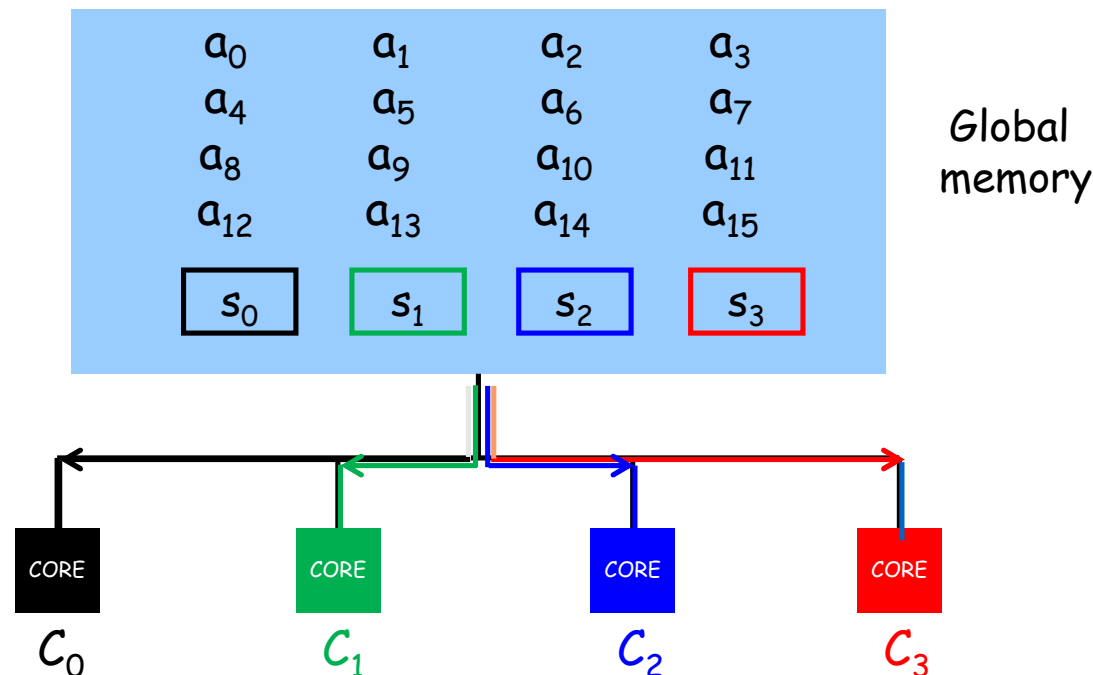 a₀ a₁ a₂ a₃
a₄ a₅ a₆ a₇
a₈ a₉ a₁₀ a₁₁
a₁₂ a₁₃ a₁₄ a₁₅
s₀ s₁ s₂ s₃
Global
memory
CORE CORE CORE CORE
C₀ C₁ C₂ C₃